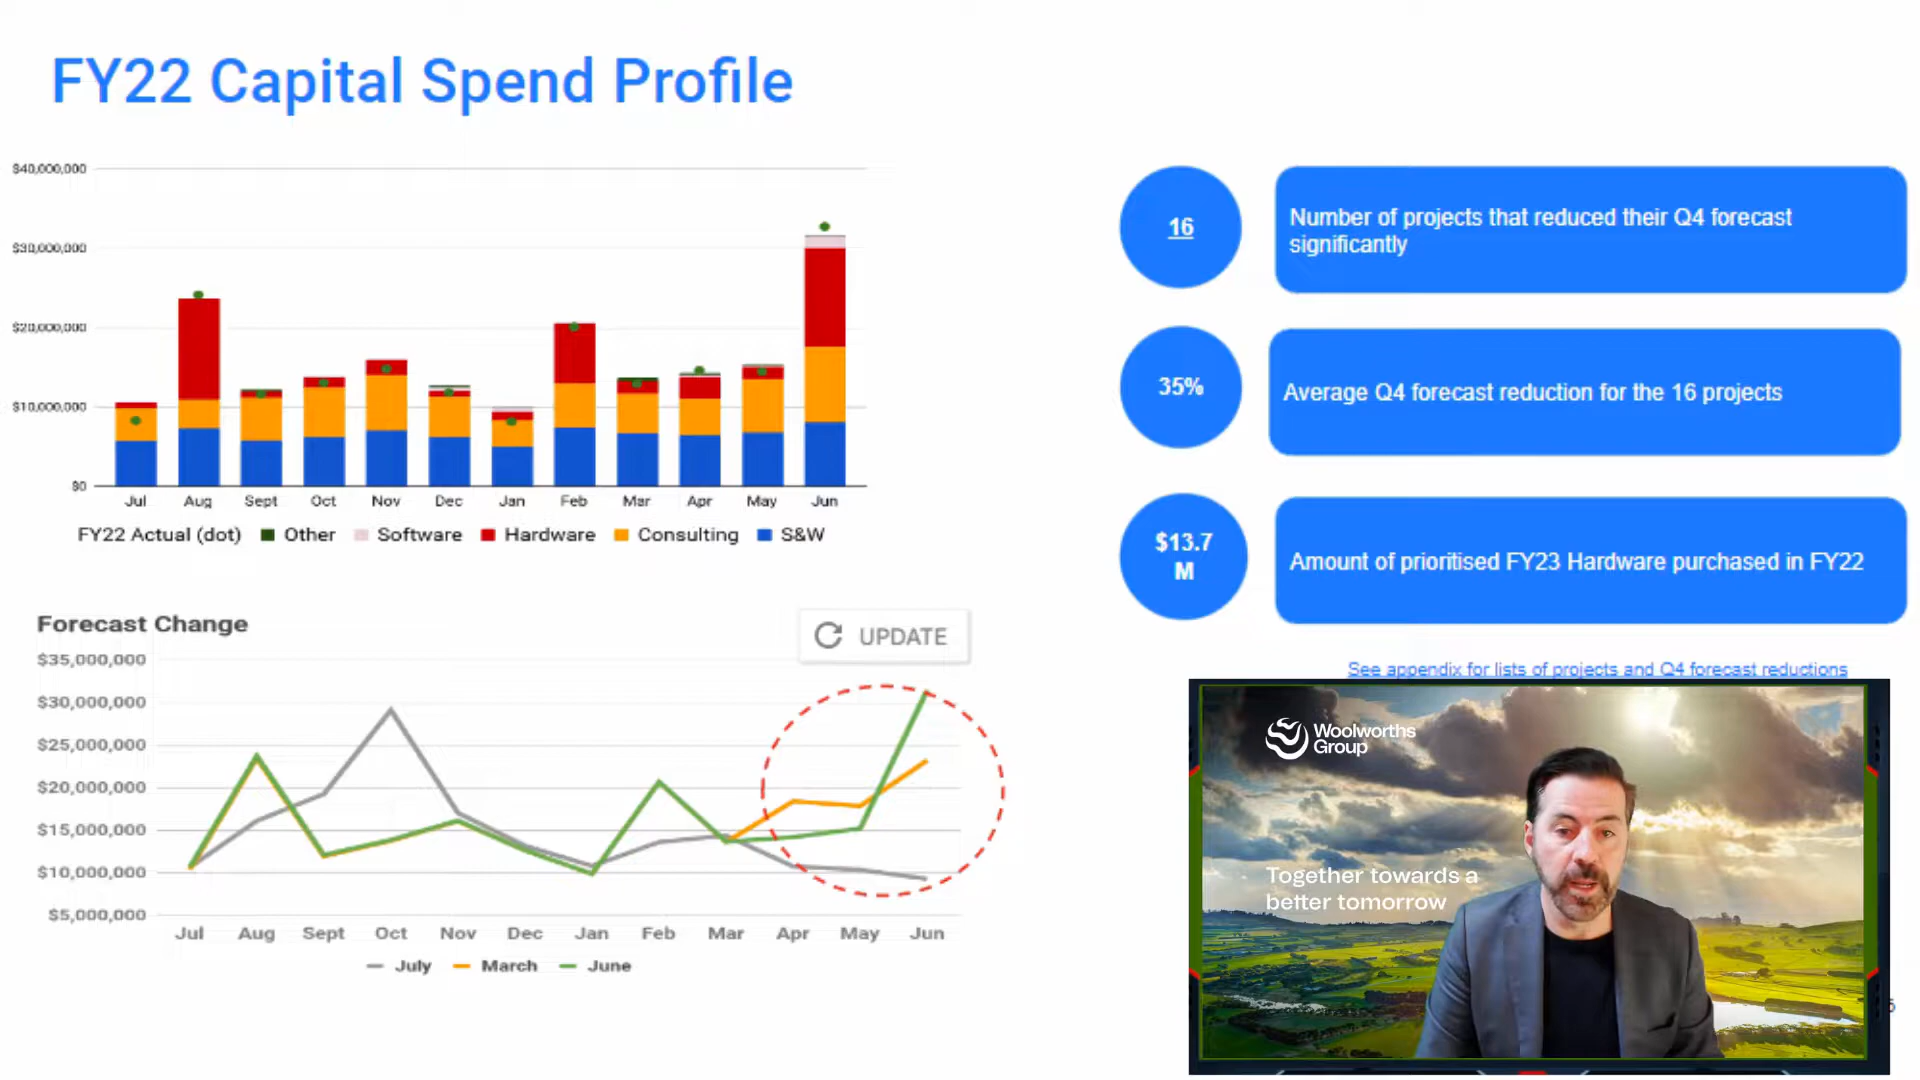 FY22 Capital Spend Profile
$40,000,000
$30,000,000
$20,000,000
$10,000,000
$0
Jul Aug Sept Oct Nov Dec Jan Feb Mar Apr May Jun
FY22 Actual (dot) Other Software Hardware Consulting S&W
Forecast Change
UPDATE
$35,000,000
$30,000,000
$25,000,000
$20,000,000
$15,000,000
$10,000,000
$5,000,000
Jul Aug Sept Oct Nov Dec Jan Feb Mar Apr May Jun
July March June
16
Number of projects that reduced their Q4 forecast
significantly
35%
Average Q4 forecast reduction for the 16 projects
$13.7
M
Amount of prioritised FY23 Hardware purchased in FY22
See appendix for lists of projects and Q4 forecast reductions
Woolworths
Group
Together towards a
better tomorrow